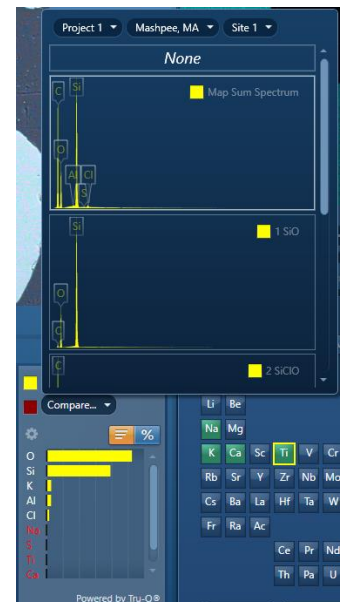 Project 1 Mashpee, MA Site 1
None
C Si Map Sum Spectrum
O
Al Cl
S
Si 1 SiO
O
C
C 2 SiClO
Compare... Li Be
Na Mg
% K Ca Sc Ti V Cr
O Rb Sr Y Zr Nb Mo
Si
K Cs Ba La Hf Ta W
Al
Cl Fr Ra Ac
Na
S Ce Pr Nd
Ti
Ca Th Pa U
Powered by Tru-Q®